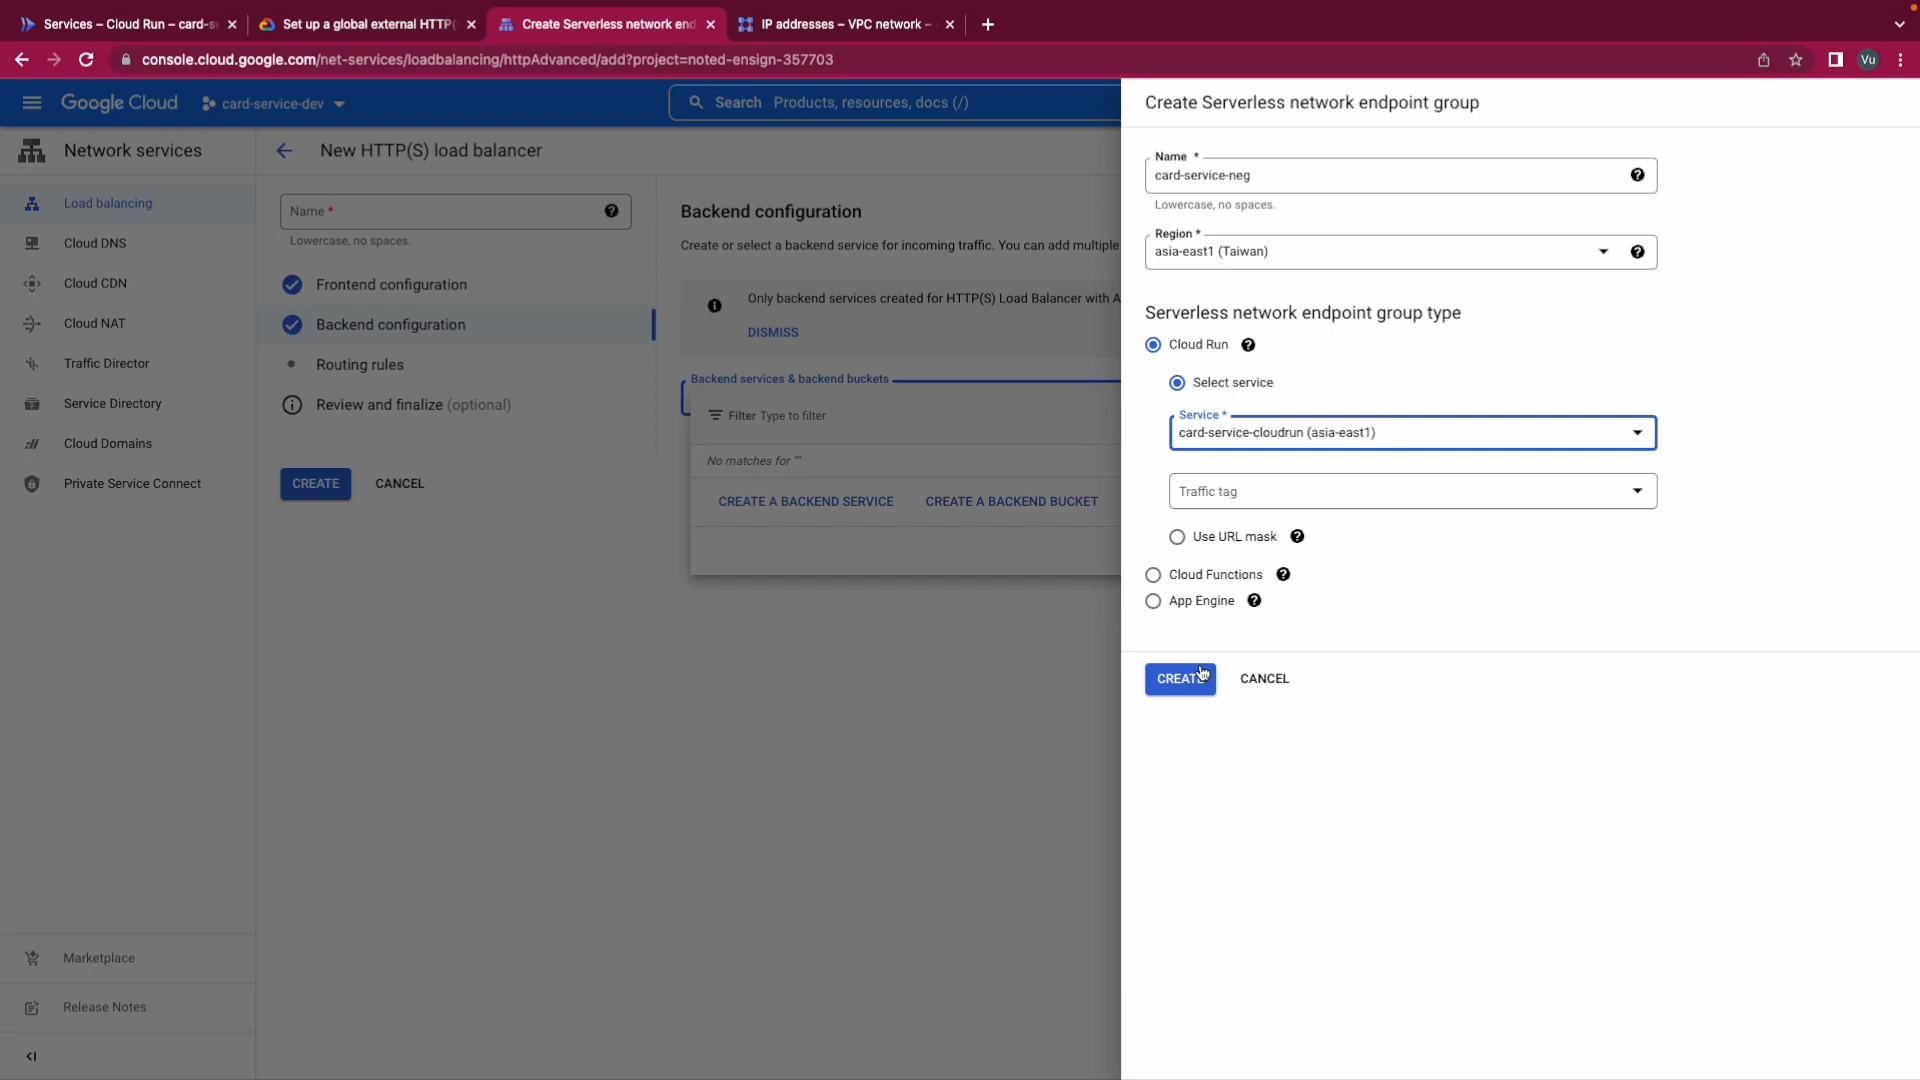 Services – Cloud Run – card-s
Set up a global external HTTP(
Create Serverless network end
IP addresses – VPC network –
console.cloud.google.com/net-services/loadbalancing/httpAdvanced/add?project=noted-ensign-357703
Vu
Google Cloud
card-service-dev
Search Products, resources, docs (/)
Network services
Load balancing
Cloud DNS
Cloud CDN
Cloud NAT
Traffic Director
Service Directory
Cloud Domains
Private Service Connect
Marketplace
Release Notes
New HTTP(S) load balancer
Name *
Lowercase, no spaces.
Frontend configuration
Backend configuration
Routing rules
Review and finalize (optional)
CREATE CANCEL
Backend configuration
Create or select a backend service for incoming traffic. You can add multiple
Only backend services created for HTTP(S) Load Balancer with A
DISMISS
Backend services & backend buckets
Filter Type to filter
No matches for ""
CREATE A BACKEND SERVICE CREATE A BACKEND BUCKET
Create Serverless network endpoint group
Name *
card-service-neg
Lowercase, no spaces.
Region *
asia-east1 (Taiwan)
Serverless network endpoint group type
Cloud Run
Select service
Service *
card-service-cloudrun (asia-east1)
Traffic tag
Use URL mask
Cloud Functions
App Engine
CREATE CANCEL